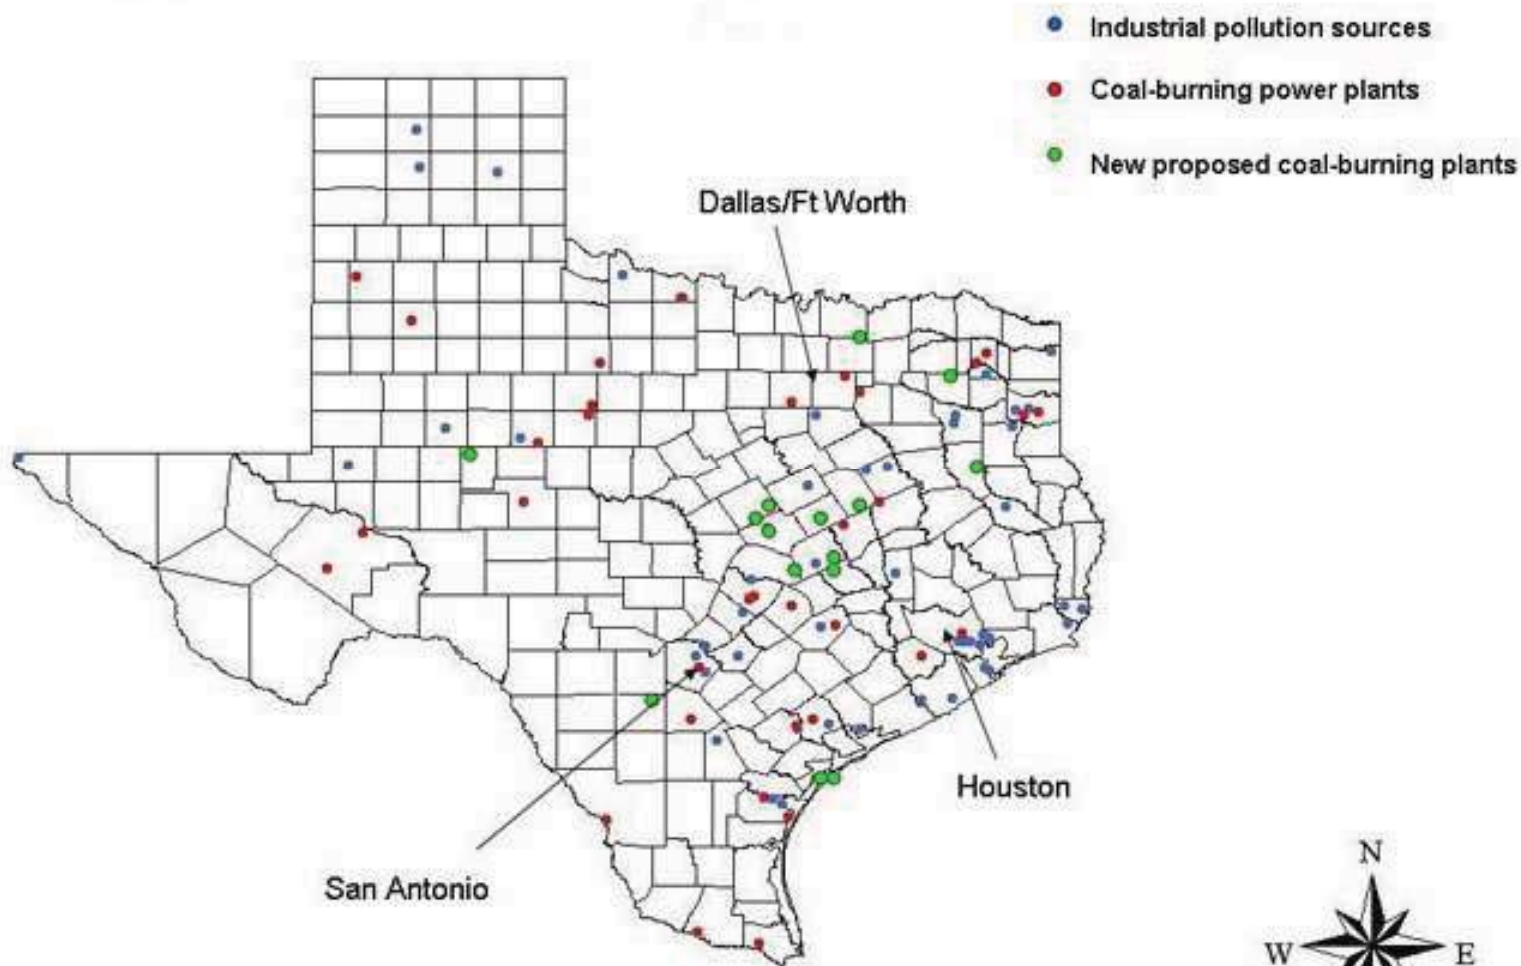 Industrial pollution sources
Coal-burning power plants
New proposed coal-burning plants
Dallas/Ft Worth
Houston
San Antonio
N
W
E